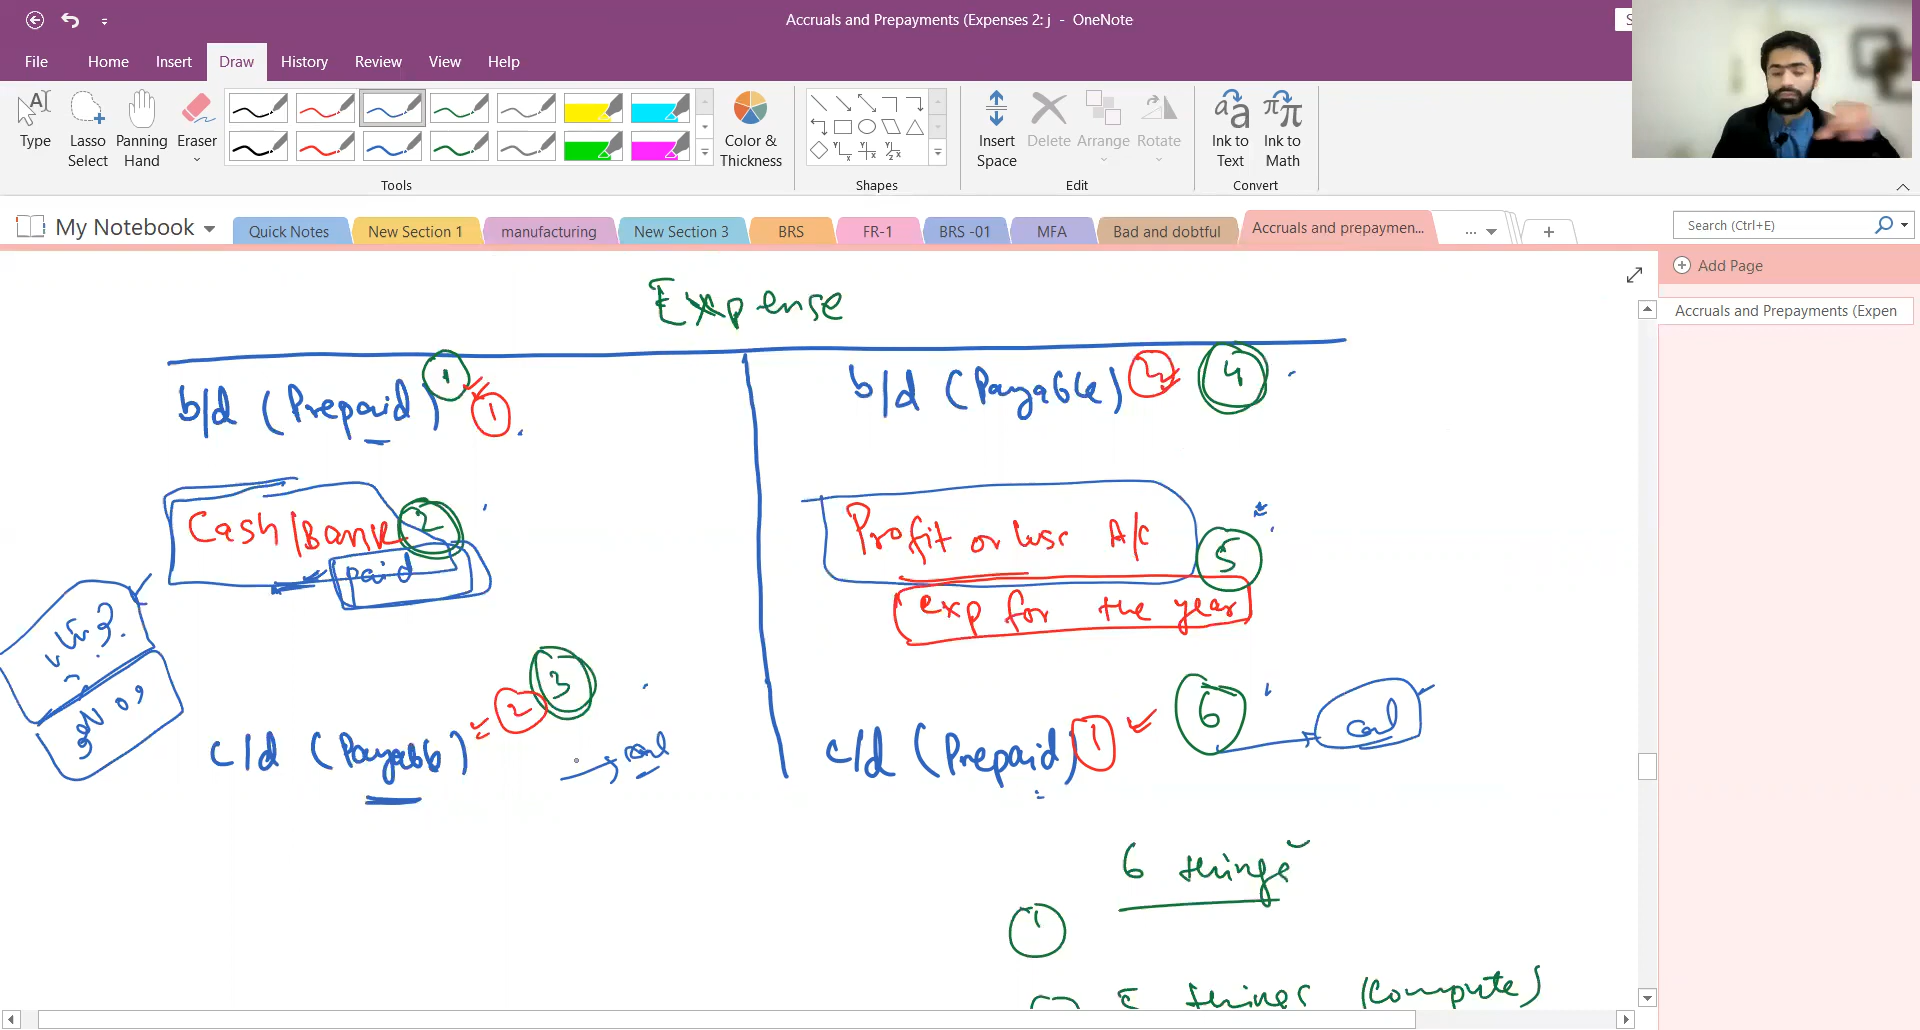 Accruals and Prepayments (Expenses 2: j - OneNote
File Home Insert Draw History Review View Help
Type
Lasso Select
Panning Hand
Eraser
Color & Thickness
Insert Space
Delete
Arrange
Rotate
Ink to Text
Ink to Math
Tools
Shapes
Edit
Convert
My Notebook
Quick Notes
New Section 1
manufacturing
New Section 3
BRS
FR-1
BRS -01
MFA
Bad and doubtful
Accruals and prepaymen...
...
Search (Ctrl+E)
Add Page
Accruals and Prepayments (Expen
Expense
b/d (Prepaid) 1
1
b/d (Payable) 2 4
Cash/Bank 2
paid
Profit or loss A/C 5
exp for the year
c/d (Payable) 2 3
c/d (Prepaid) 1 6
6 things
1
things (Compute)